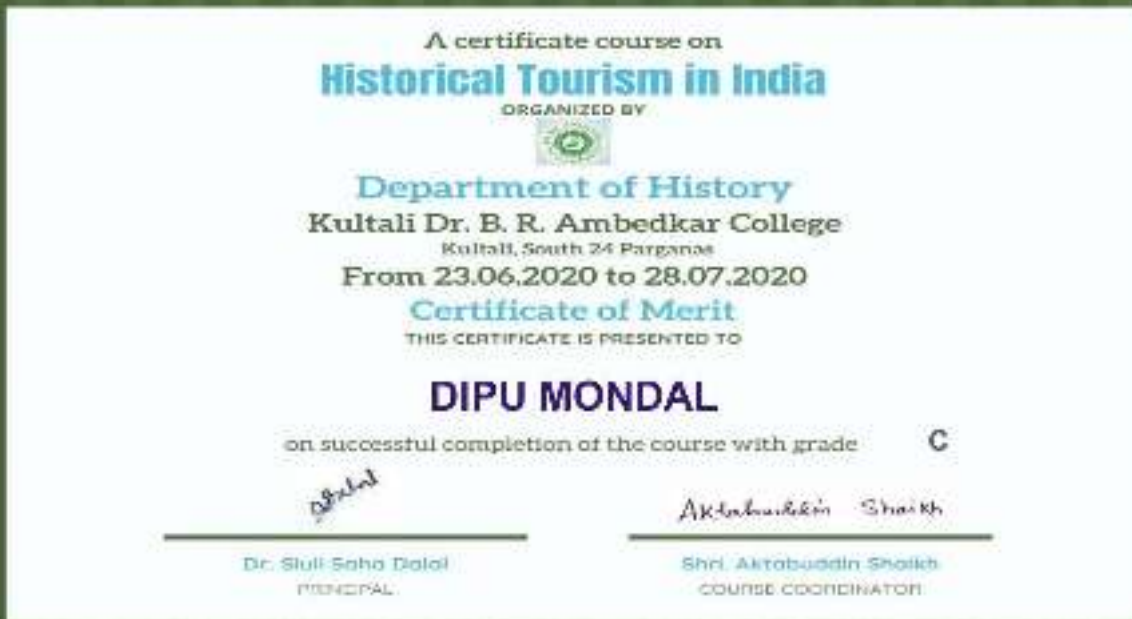 A certificate course on
Historical Tourism in India
ORGANIZED BY
Department of History
Kultali Dr. B. R. Ambedkar College
Kultali, South 24 Parganas
From 23.06.2020 to 28.07.2020
Certificate of Merit
THIS CERTIFICATE IS PRESENTED TO
DIPU MONDAL
on successful completion of the course with grade C
Aktabuddin Shaikh
Dr. Siuli Saha Dalal
Shri. Aktabuddin Shaikh
PRINCIPAL
COURSE COORDINATOR